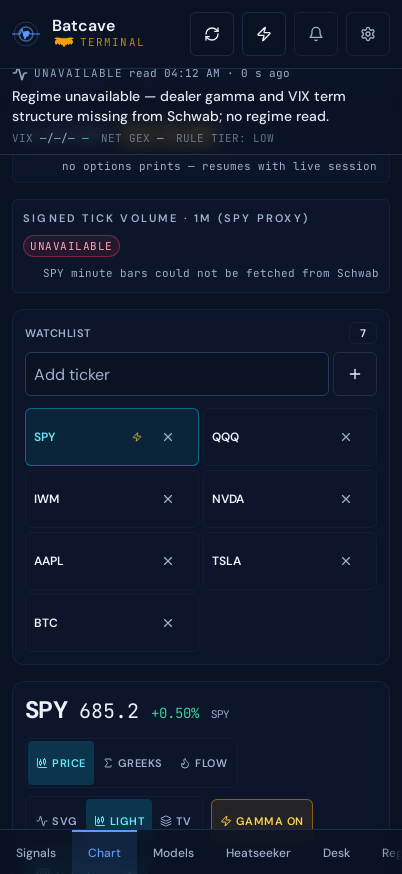 Batcave
TERMINAL
UNAVAILABLE read 04:12 AM · 0 s ago
Regime unavailable — dealer gamma and VIX term
structure missing from Schwab; no regime read.
VIX —/—/— — NET GEX — RULE TIER: LOW
no options prints — resumes with live session
SIGNED TICK VOLUME · 1M (SPY PROXY)
UNAVAILABLE
SPY minute bars could not be fetched from Schwab
WATCHLIST
7
Add ticker
SPY
QQQ
IWM
NVDA
AAPL
TSLA
BTC
SPY 685.2 +0.50% SPY
PRICE GREEKS FLOW
SVG LIGHT TV GAMMA ON
Signals Chart Models Heatseeker Desk